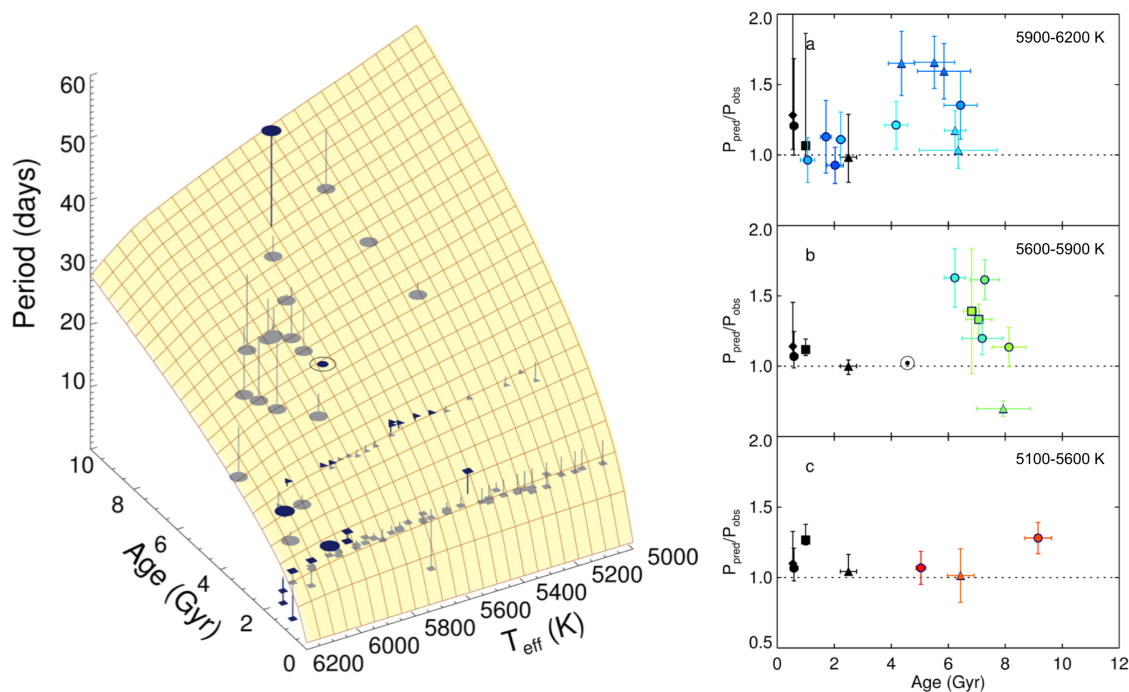 60
50
40
30
20
10
Period (days)
10
8
6
4
2
0
Age (Gyr)
6200
6000
5800
5600
5400
5200
5000
Teff (K)
2.0
a
5900-6200 K
1.5
Ppred/Pobs
1.0
2.0
b
5600-5900 K
1.5
Ppred/Pobs
1.0
2.0
c
5100-5600 K
1.5
Ppred/Pobs
1.0
0.5
0 2 4 6 8 10 12
Age (Gyr)